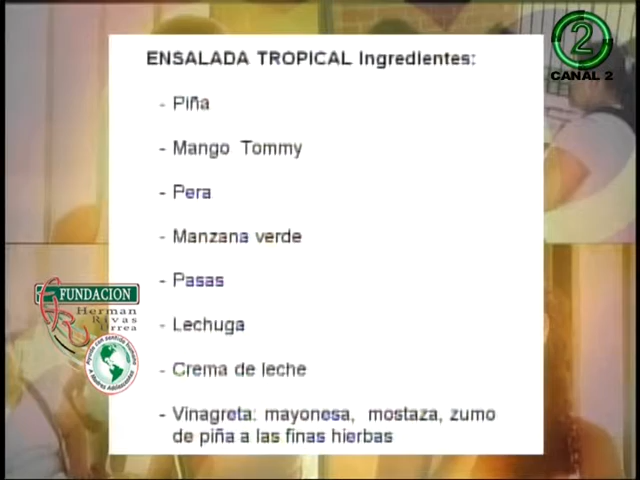 ENSALADA TROPICAL Ingredientes:
- Piña
- Mango Tommy
- Pera
- Manzana verde
- Pasas
- Lechuga
- Crema de leche
- Vinagreta: mayonesa, mostaza, zumo
de piña a las finas hierbas
2
CANAL 2
FUNDACION
Herman
Rivas
Urrea